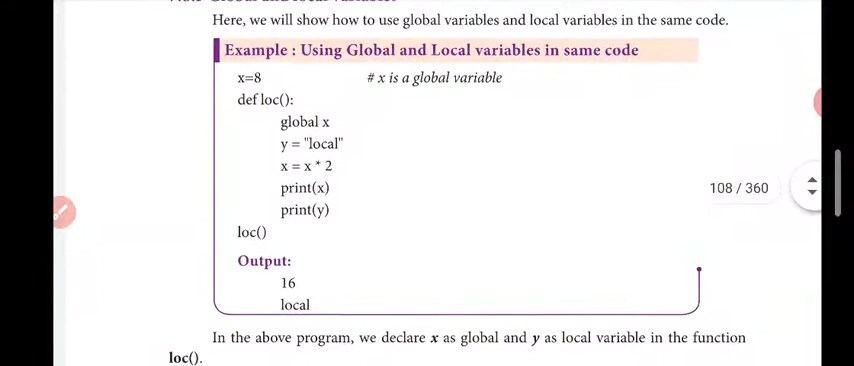 Here, we will show how to use global variables and local variables in the same code.
Example : Using Global and Local variables in same code
x=8 # x is a global variable
def loc():
global x
y = "local"
x = x * 2
print(x)
print(y)
loc()
Output:
16
local
108 / 360
In the above program, we declare x as global and y as local variable in the function
loc().